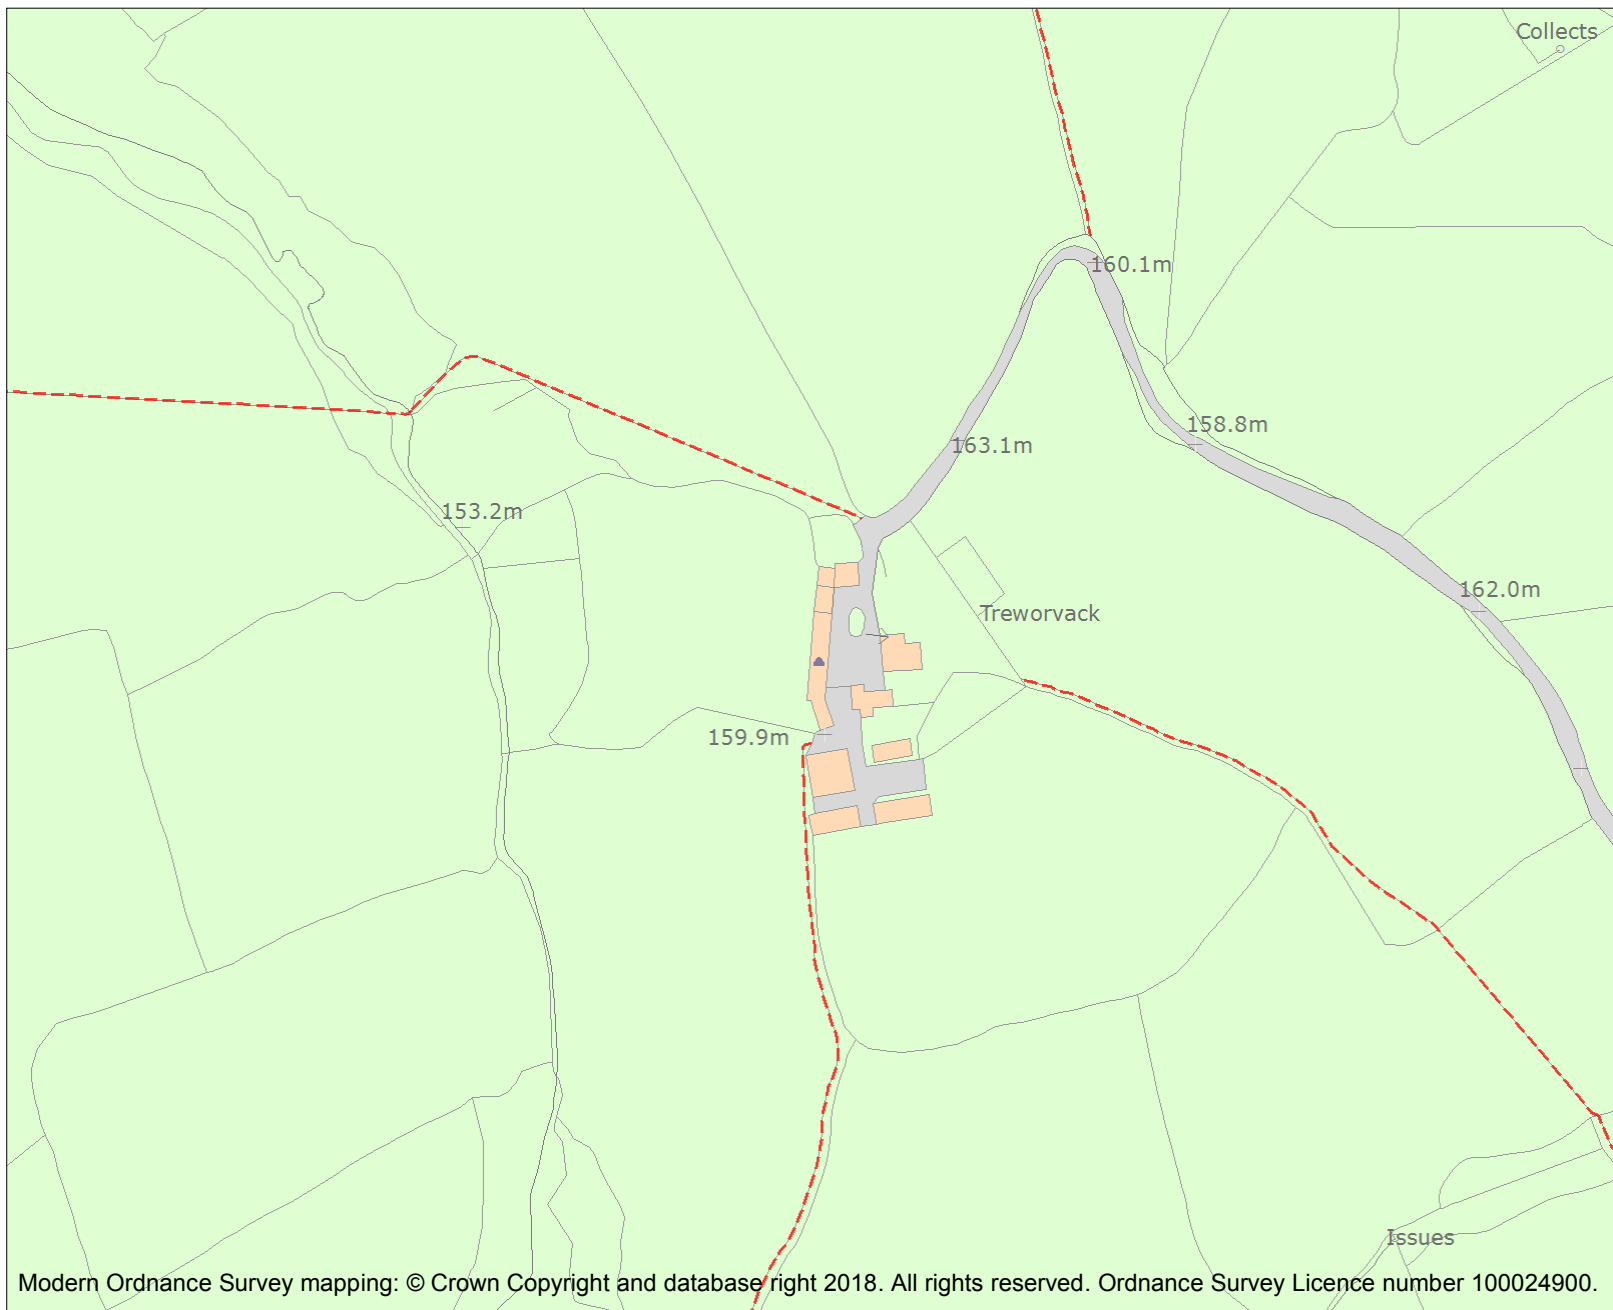 Collects
160.1m
158.8m
163.1m
153.2m
162.0m
Treworvack
159.9m
Issues
Modern Ordnance Survey mapping: © Crown Copyright and database right 2018. All rights reserved. Ordnance Survey Licence number 100024900.